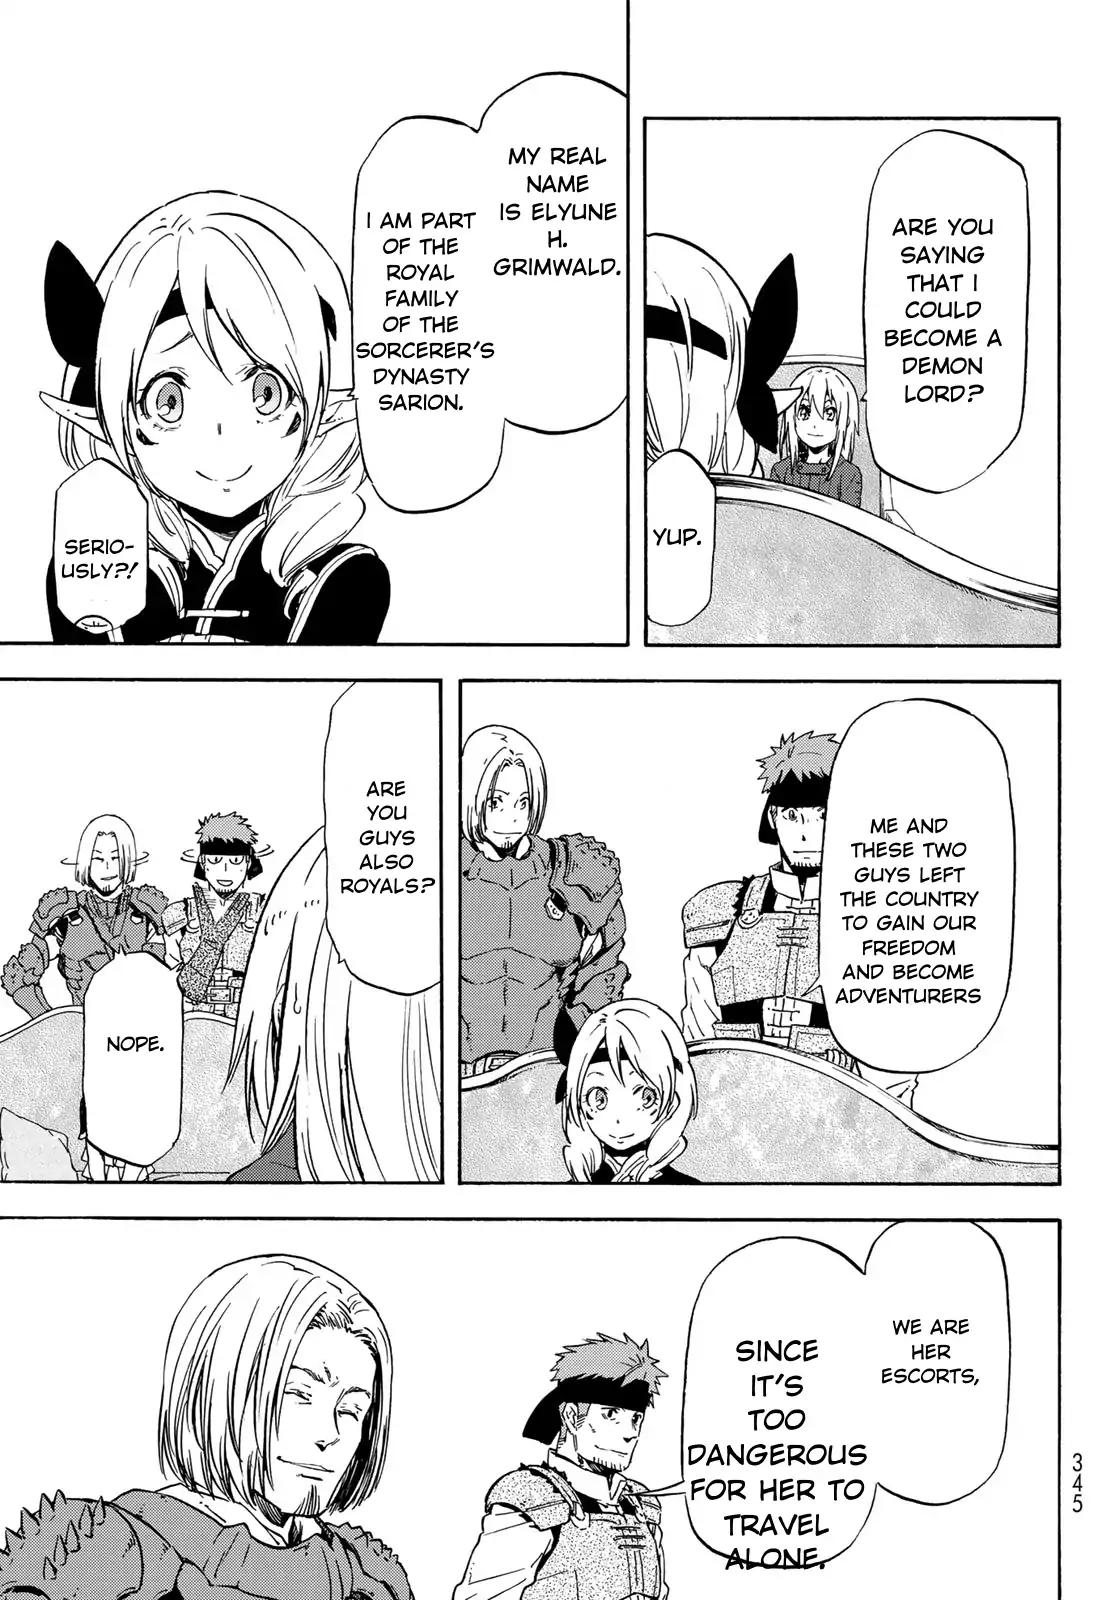 ARE YOU
SAYING
THAT I
COULD
BECOME A
DEMON
LORD?
YUP.
MY REAL
NAME
IS ELYUNE
H.
GRIMWALD.
I AM PART
OF THE
ROYAL
FAMILY
OF THE
SORCERER'S
DYNASTY
SARION.
SERIO-
USLY?!
ME AND
THESE TWO
GUYS LEFT
THE COUNTRY
TO GAIN OUR
FREEDOM
AND BECOME
ADVENTURERS
ARE
YOU
GUYS
ALSO
ROYALS?
NOPE.
WE ARE
HER
ESCORTS,
SINCE
IT'S
TOO
DANGEROUS
FOR HER TO
TRAVEL
ALONE.
345